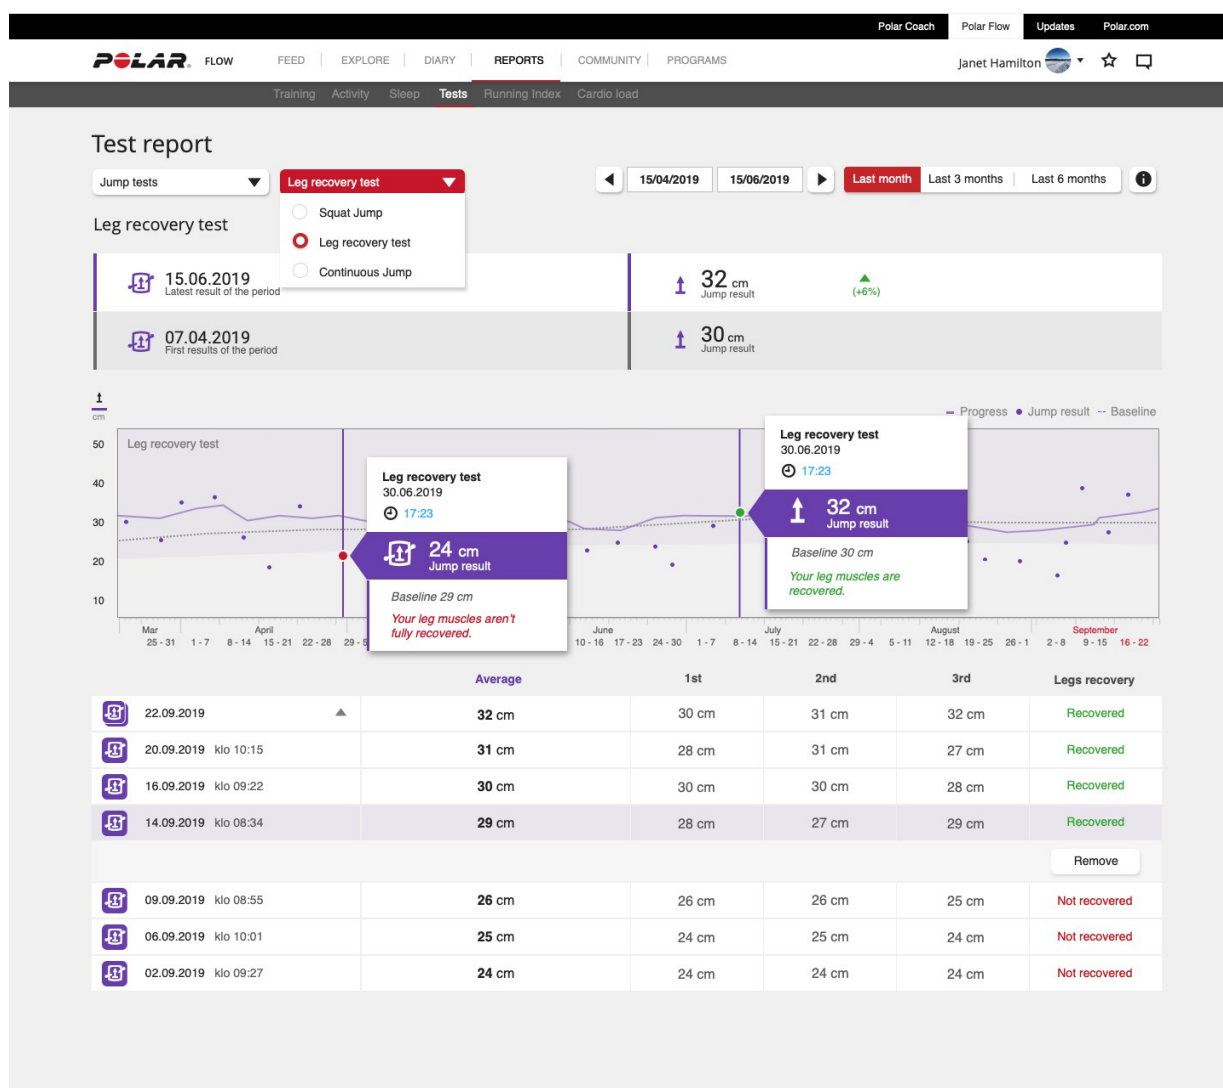 Polar Coach Polar Flow Updates Polar.com
POLAR. FLOW FEED EXPLORE DIARY REPORTS COMMUNITY PROGRAMS Janet Hamilton
Training Activity Sleep Tests Running Index Cardio load
Test report
Jump tests Leg recovery test 15/04/2019 15/06/2019 Last month Last 3 months Last 6 months i
Squat Jump
Leg recovery test
Continuous Jump
Leg recovery test
15.06.2019
Latest result of the period
32 cm
Jump result
(+6%)
07.04.2019
First results of the period
30 cm
Jump result
cm
Progress Jump result Baseline
50
40
30
20
10
Leg recovery test
Leg recovery test
30.06.2019
17:23
24 cm
Jump result
Baseline 29 cm
Your leg muscles aren't
fully recovered.
Leg recovery test
30.06.2019
17:23
32 cm
Jump result
Baseline 30 cm
Your leg muscles are
recovered.
Mar April June July August September
25 - 31 1 - 7 8 - 14 15 - 21 22 - 28 29 - 5 10 - 16 17 - 23 24 - 30 1 - 7 8 - 14 15 - 21 22 - 28 29 - 4 5 - 11 12 - 18 19 - 25 26 - 1 2 - 8 9 - 15 16 - 22
Average 1st 2nd 3rd Legs recovery
22.09.2019 32 cm 30 cm 31 cm 32 cm Recovered
20.09.2019 klo 10:15 31 cm 28 cm 31 cm 27 cm Recovered
16.09.2019 klo 09:22 30 cm 30 cm 30 cm 28 cm Recovered
14.09.2019 klo 08:34 29 cm 28 cm 27 cm 29 cm Recovered
Remove
09.09.2019 klo 08:55 26 cm 26 cm 26 cm 25 cm Not recovered
06.09.2019 klo 10:01 25 cm 24 cm 25 cm 24 cm Not recovered
02.09.2019 klo 09:27 24 cm 24 cm 24 cm 24 cm Not recovered